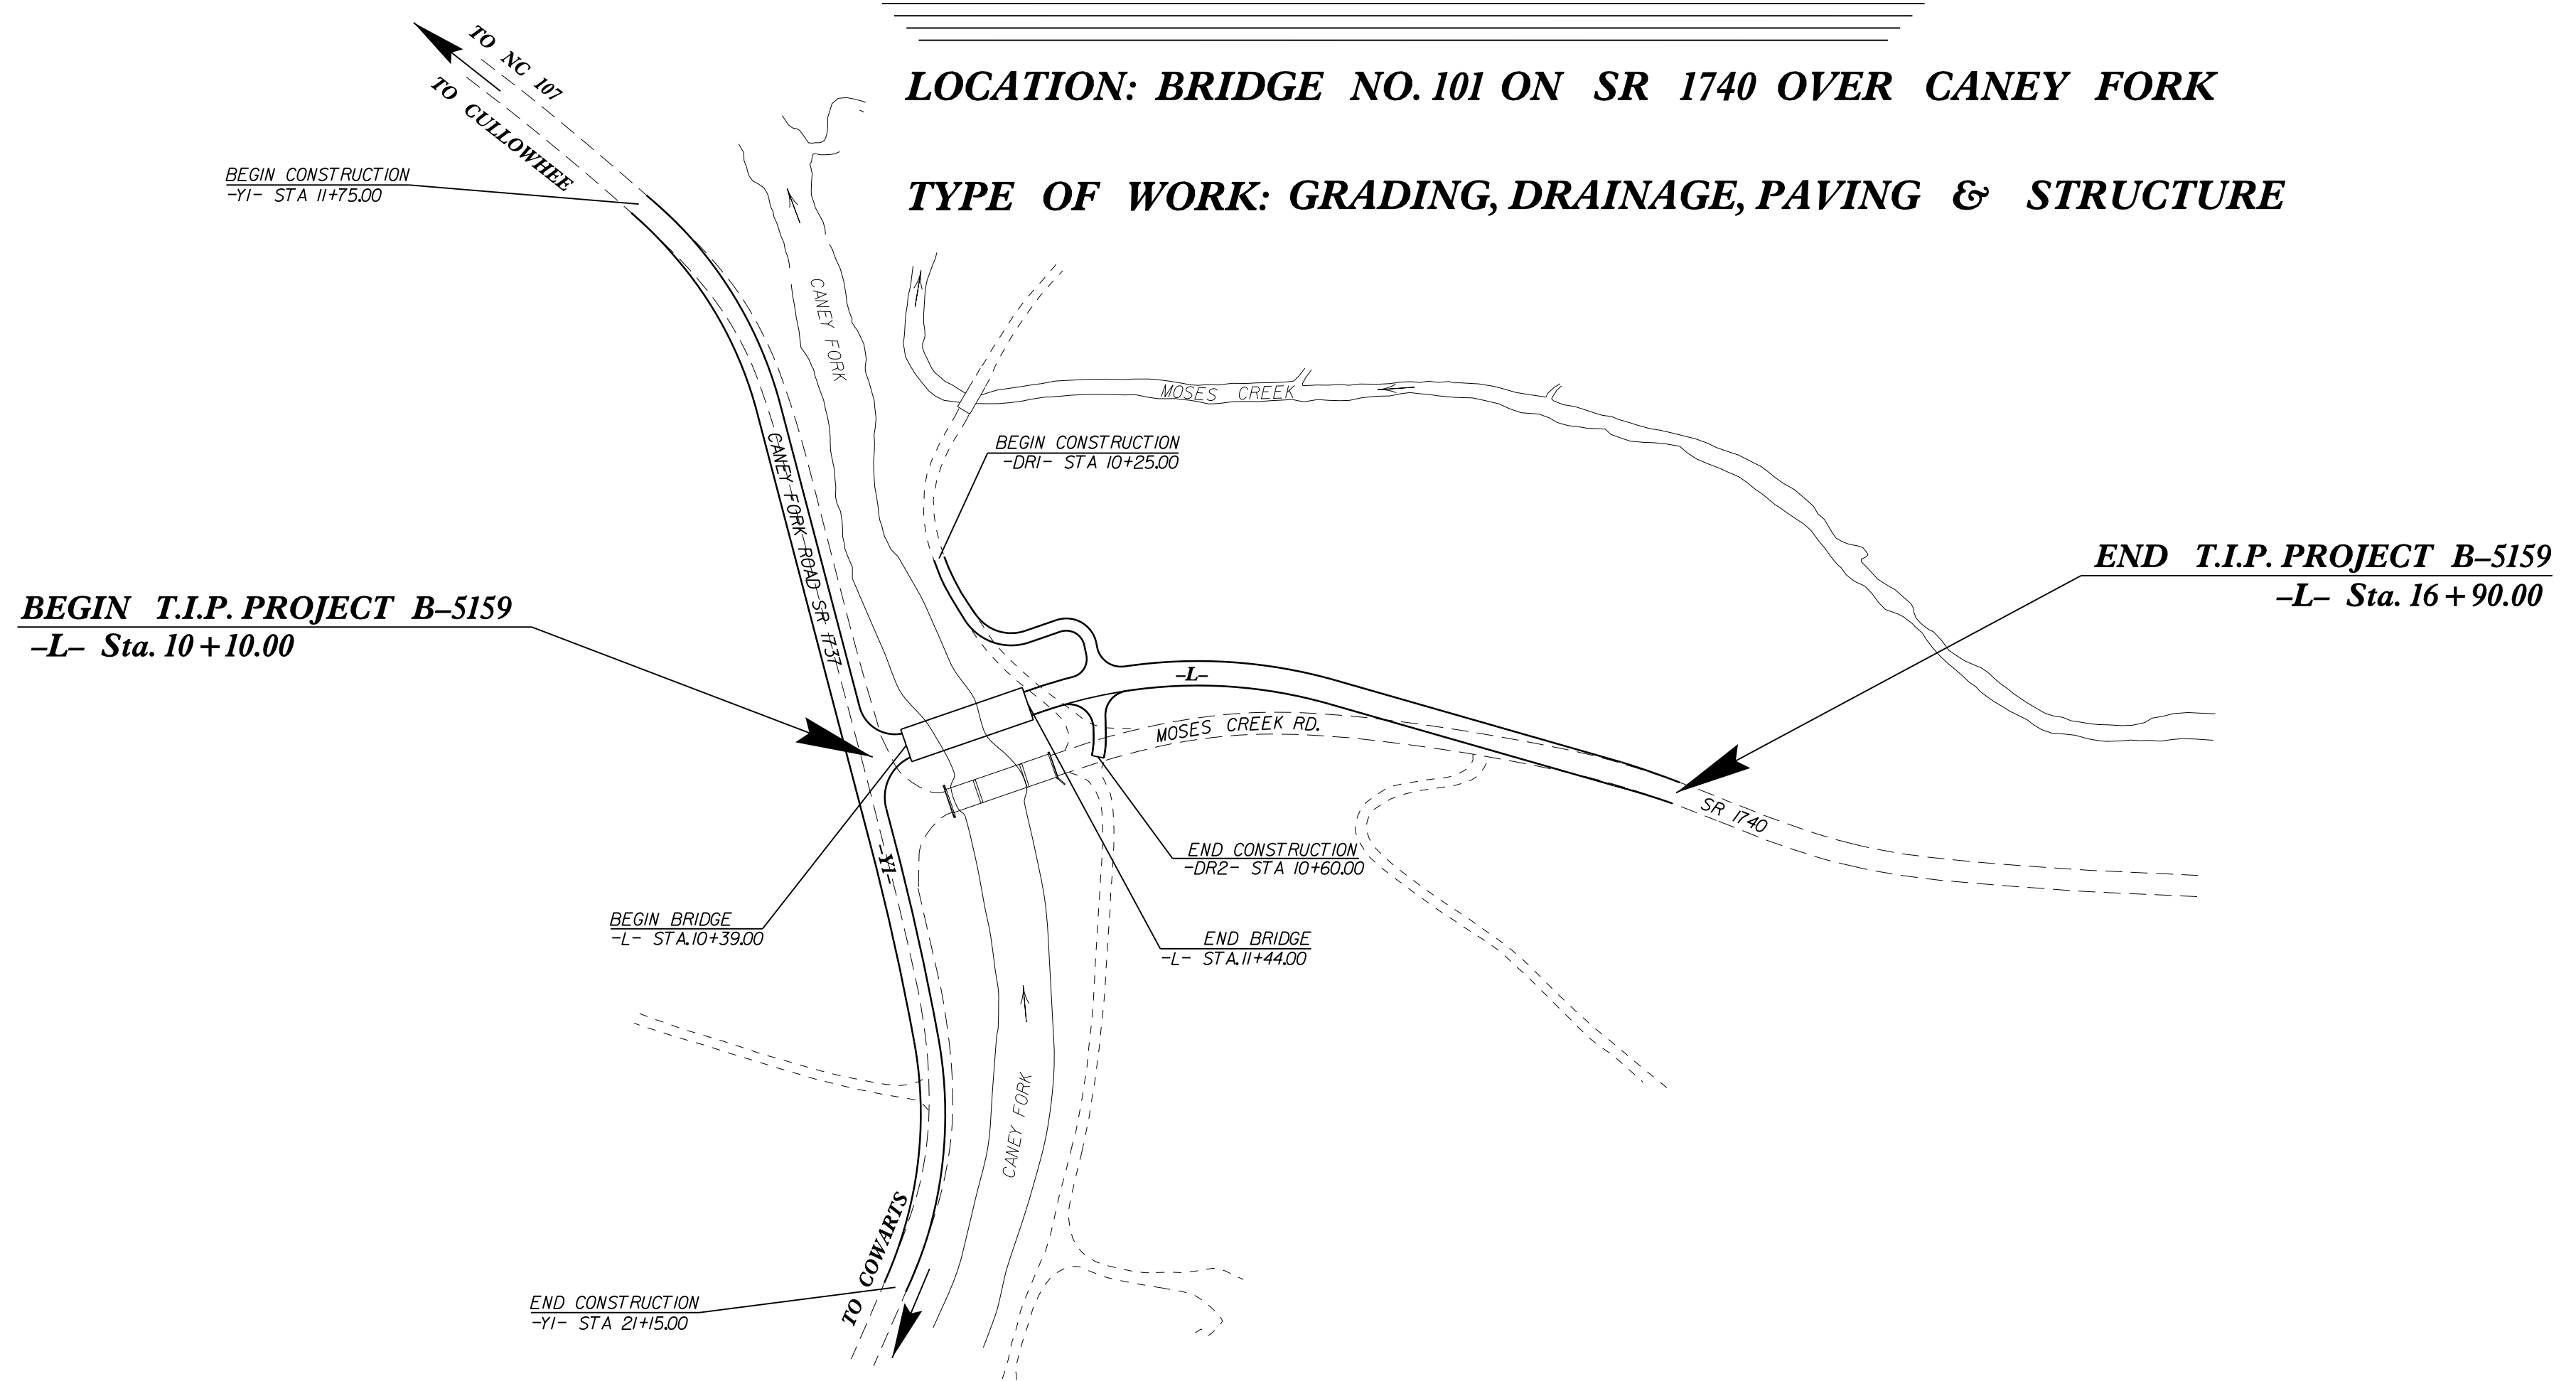 LOCATION: BRIDGE NO. 101 ON SR 1740 OVER CANEY FORK
TYPE OF WORK: GRADING, DRAINAGE, PAVING & STRUCTURE
TO NC 107
TO CULLOWHEE
BEGIN CONSTRUCTION
-Y1- STA 11+75.00
CANEY FORK
MOSES CREEK
BEGIN CONSTRUCTION
-DR1- STA 10+25.00
CANEY FORK ROAD SR 1737
BEGIN T.I.P. PROJECT B-5159
-L- Sta. 10+10.00
END T.I.P. PROJECT B-5159
-L- Sta. 16+90.00
-L-
MOSES CREEK RD.
SR 1740
-Y1-
END CONSTRUCTION
-DR2- STA 10+60.00
BEGIN BRIDGE
-L- STA.10+39.00
END BRIDGE
-L- STA.11+44.00
CANEY FORK
TO COWARTS
END CONSTRUCTION
-Y1- STA 21+15.00